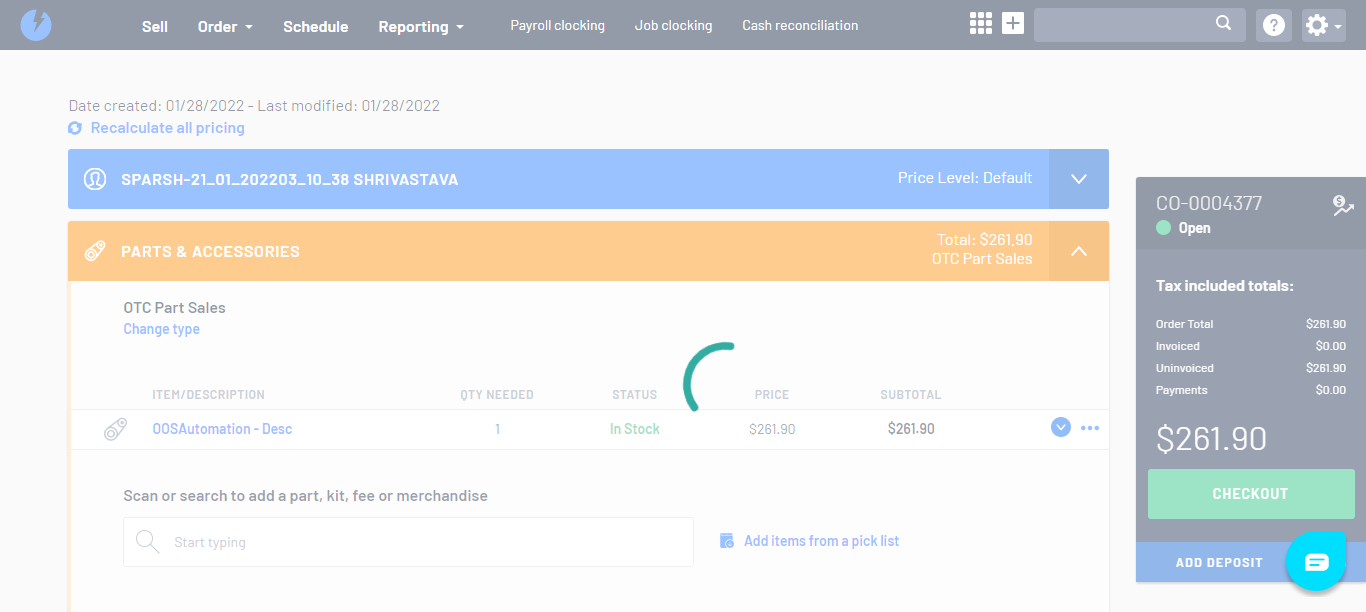 Sell Order Schedule Reporting Payroll clocking Job clocking Cash reconciliation
Date created: 01/28/2022 - Last modified: 01/28/2022
Recalculate all pricing
SPARSH-21_01_202203_10_38 SHRIVASTAVA Price Level: Default
PARTS & ACCESSORIES
Total: $261.90
OTC Part Sales
OTC Part Sales
Change type
ITEM/DESCRIPTION QTY NEEDED STATUS PRICE SUBTOTAL
OOSAutomation - Desc 1 In Stock $261.90 $261.90
Scan or search to add a part, kit, fee or merchandise
Start typing
Add items from a pick list
CO-0004377
Open
Tax included totals:
Order Total $261.90
Invoiced $0.00
Uninvoiced $261.90
Payments $0.00
$261.90
CHECKOUT
ADD DEPOSIT